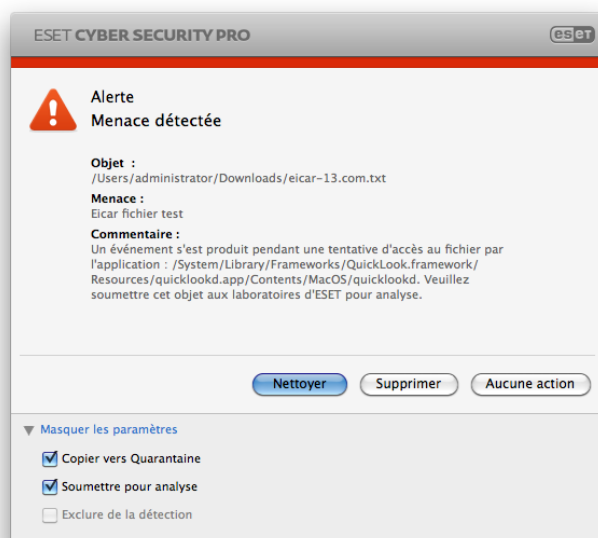 ESET CYBER SECURITY PRO
eset
Alerte
Menace détectée
Objet :
/Users/administrator/Downloads/eicar-13.com.txt
Menace :
Eicar fichier test
Commentaire :
Un événement s'est produit pendant une tentative d'accès au fichier par
l'application : /System/Library/Frameworks/QuickLook.framework/
Resources/quicklookd.app/Contents/MacOS/quicklookd. Veuillez
soumettre cet objet aux laboratoires d'ESET pour analyse.
Nettoyer
Supprimer
Aucune action
Masquer les paramètres
Copier vers Quarantaine
Soumettre pour analyse
Exclure de la détection